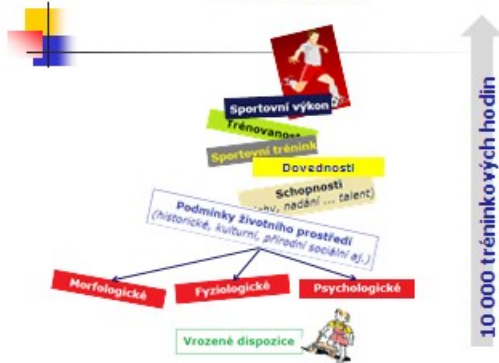 Sportovní výkon
Trénovanost
Sportovní trénink
Dovednosti
Schopnosti
nadání ... talent)
Podmínky životního prostředí
(historické, kulturní, přírodní sociální aj.)
Morfologické
Fyziologické
Psychologické
Vrozené dispozice
10 000 tréninkových hodin